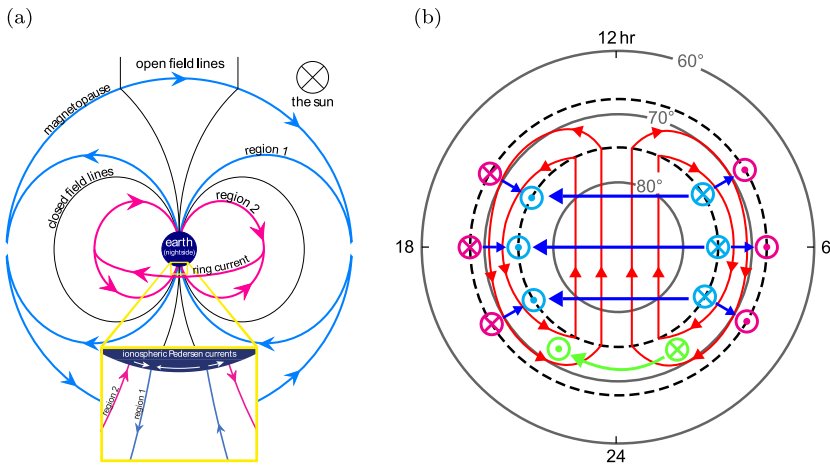 (a)
open field lines
magnetopause
the sun
region 1
closed field lines
region 2
earth
(nightside)
ring current
ionospheric Pedersen currents
region 2
region 1
(b)
12 hr
60°
70°
80°
18
6
24